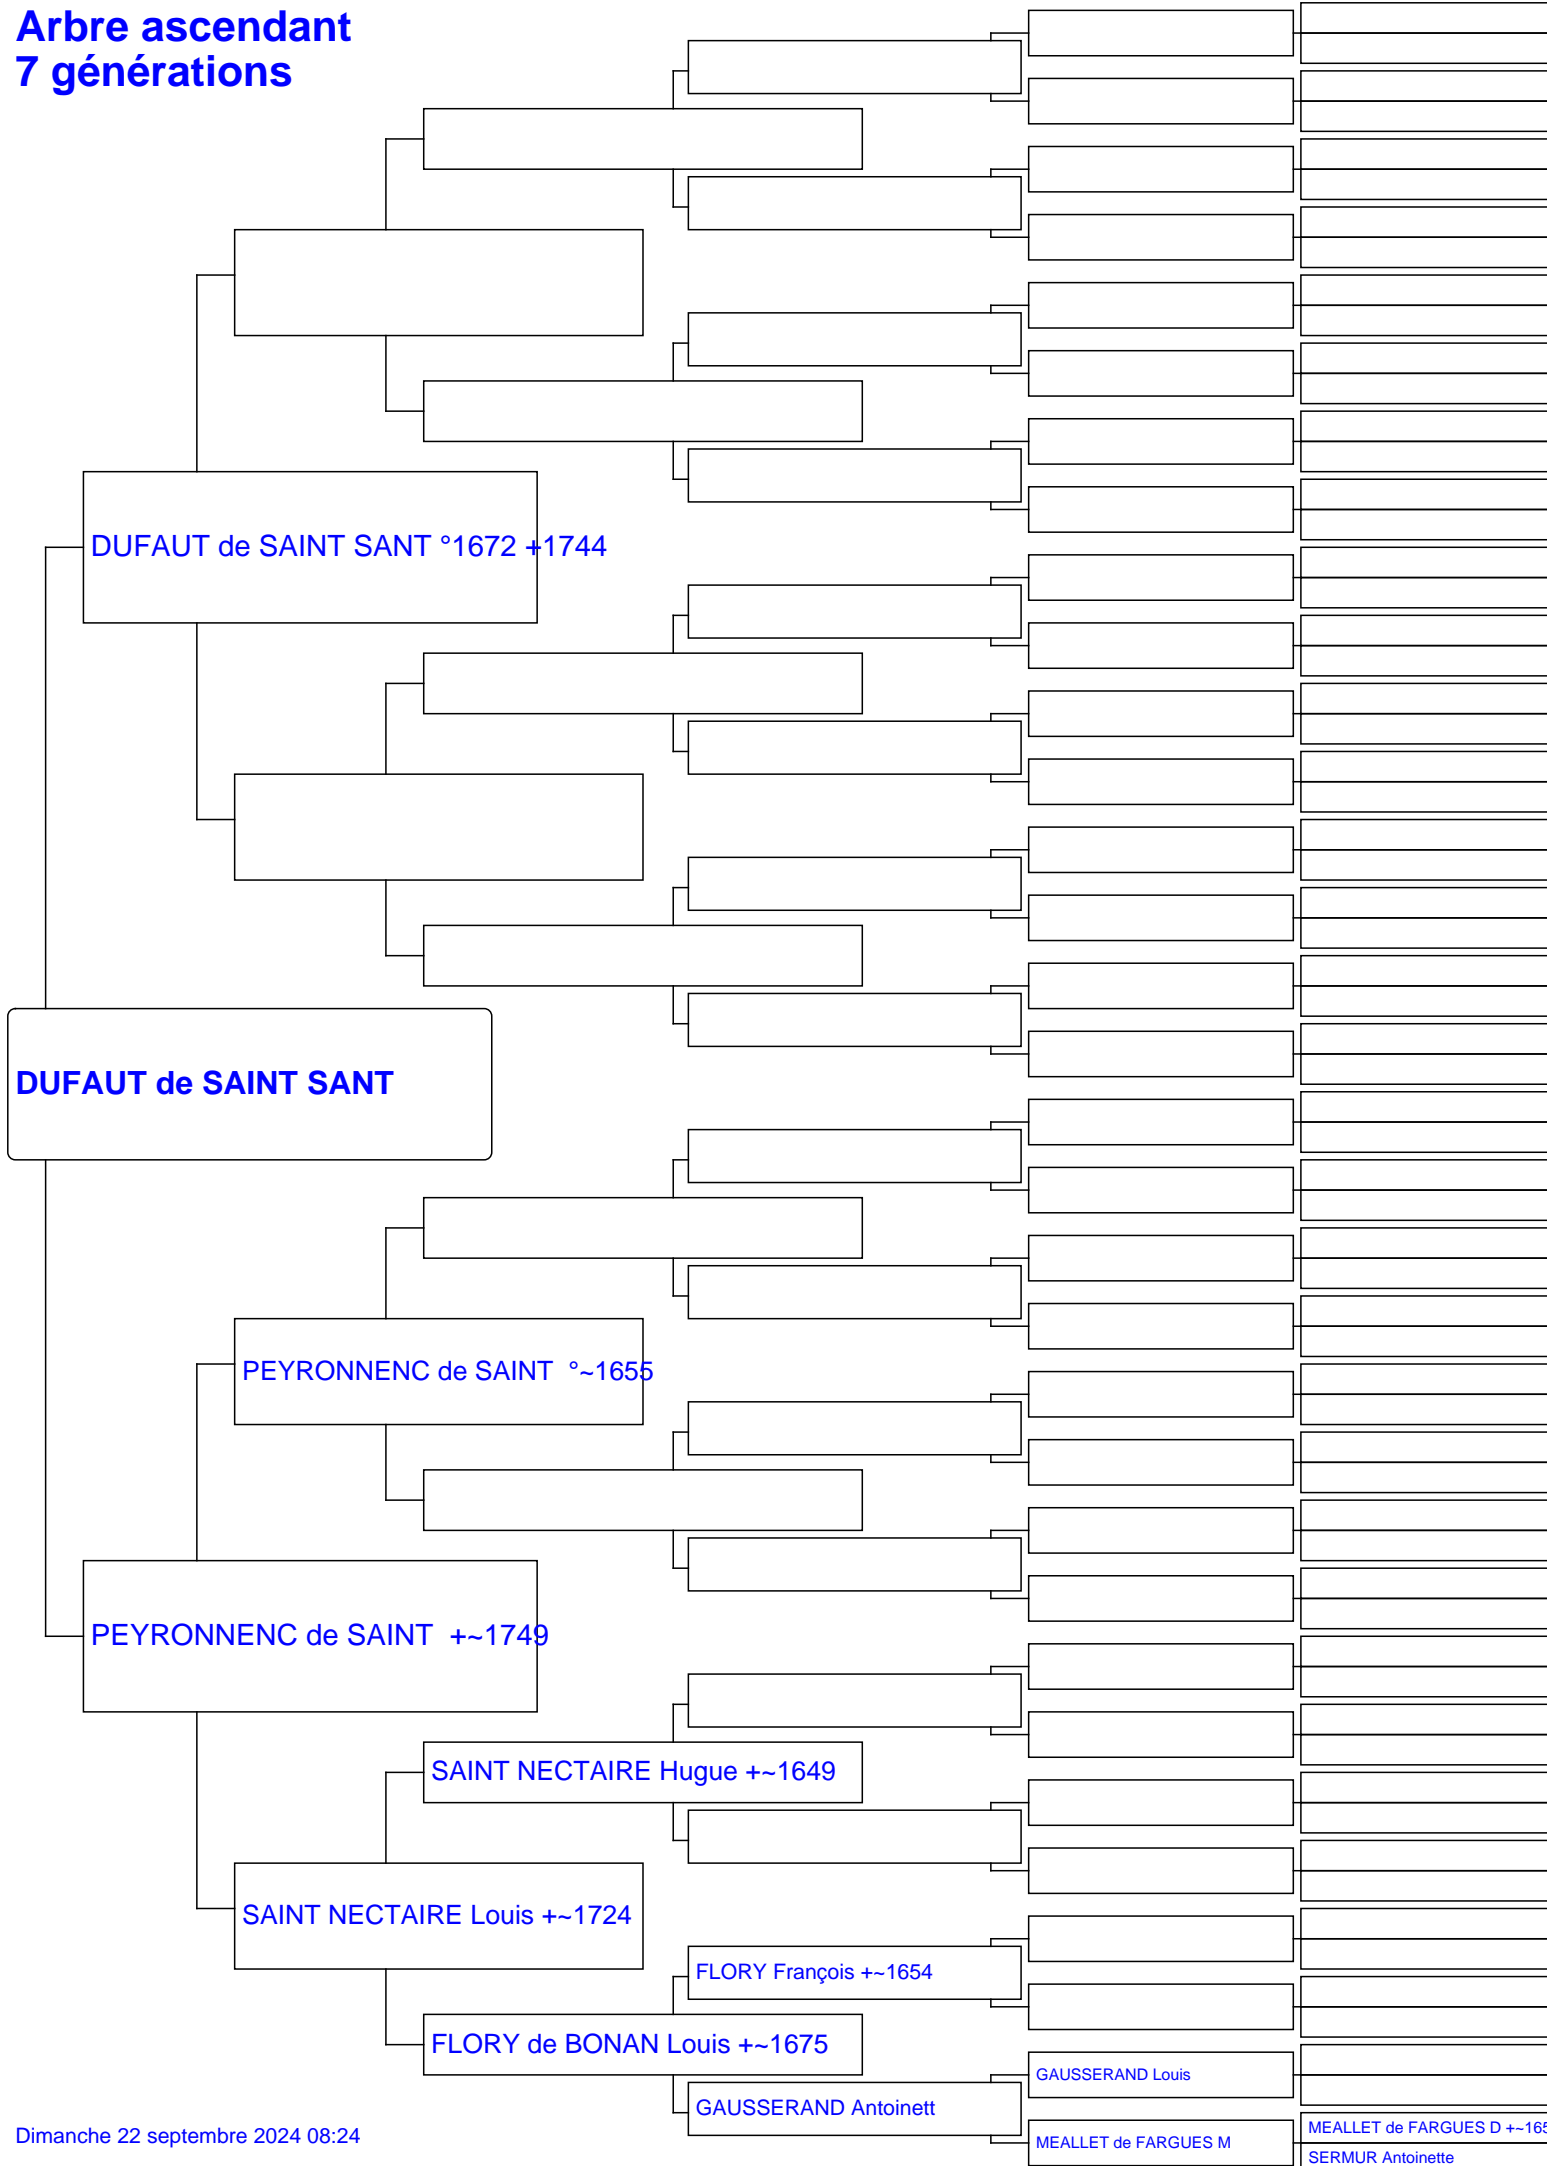 Arbre ascendant
7 générations
DUFAUT de SAINT SANT °1672 +1744
DUFAUT de SAINT SANT
PEYRONNENC de SAINT  °~1655
PEYRONNENC de SAINT  +~1749
SAINT NECTAIRE Hugue +~1649
SAINT NECTAIRE Louis +~1724
FLORY François +~1654
FLORY de BONAN Louis +~1675
GAUSSERAND Louis
GAUSSERAND Antoinett
MEALLET de FARGUES D
MEALLET de FARGUES M
SERMUR Antoinette
Dimanche 22 septembre 2024 08:24